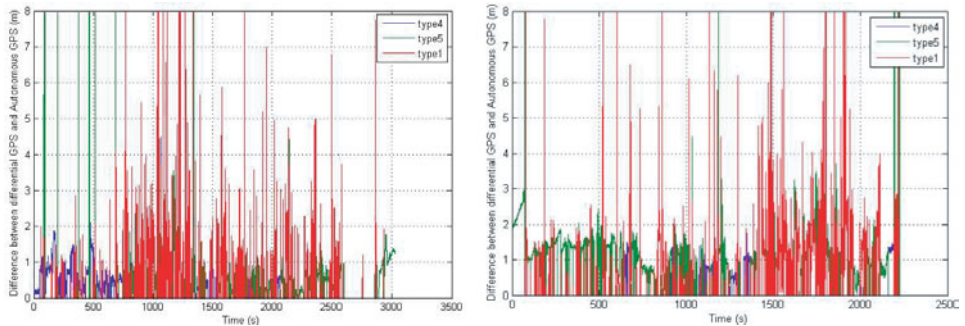 Difference between differential GPS and Autonomous GPS (m)
8
7
6
5
4
3
2
1
0
type4
type5
type1
0 500 1000 1500 2000 2500 3000 3500
Time (s)
Difference between differential GPS and Autonomous GPS (m)
8
7
6
5
4
3
2
1
0
type4
type5
type1
0 500 1000 1500 2000 2500
Time (s)